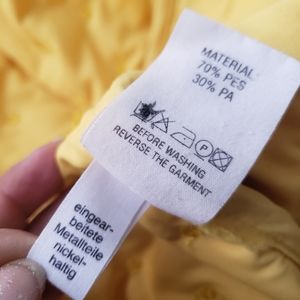 MATERIAL:
70% PES
30% PA
P
BEFORE WASHING
REVERSE THE GARMENT
eingear-
beitete
Metallteile
nickel-
haltig